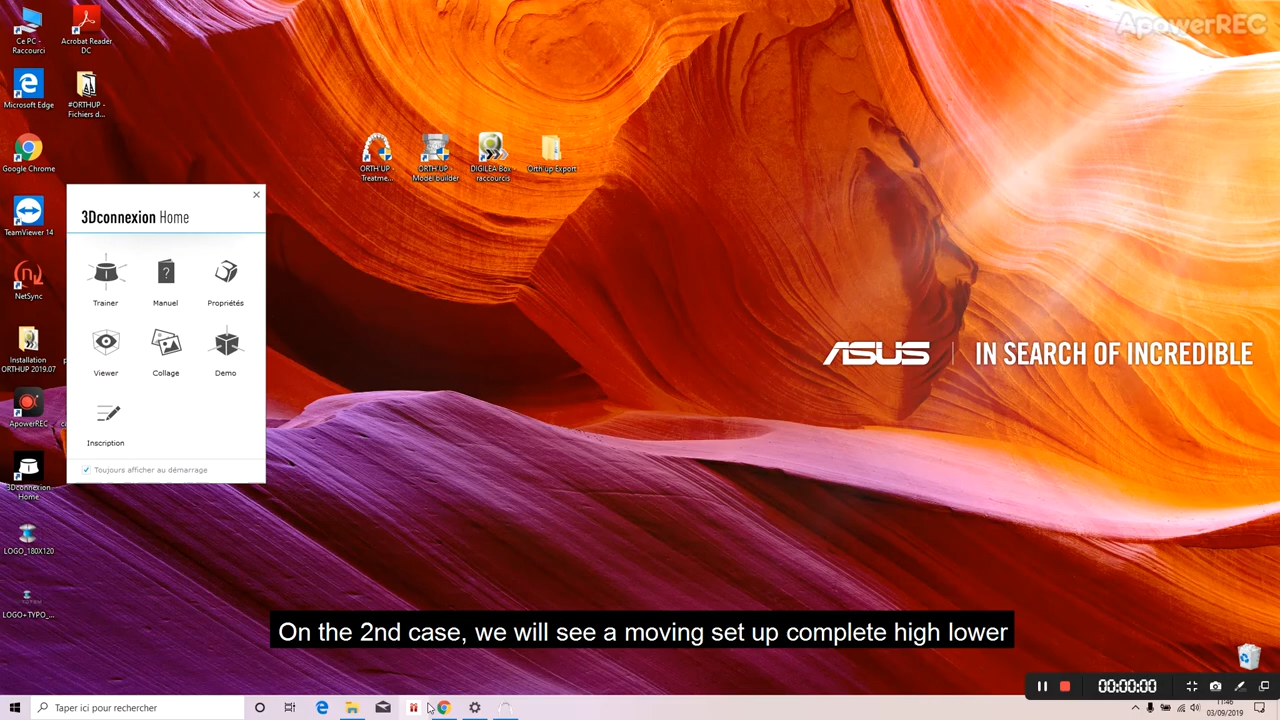 ApowerREC
Ce PC -
Raccourci
Acrobat Reader
DC
Microsoft Edge
#ORTHUP -
Fichiers d...
Google Chrome
ORTH'UP -
Treatme...
ORTH'UP -
Model builder
DIGILEA Box -
raccourcis
Orth'up Export
TeamViewer 14
NetSync
Installation
ORTHUP 2019.07
ApowerREC
3Dconnexion
Home
LOGO_180X120
LOGO+TYPO_...
3Dconnexion Home
Trainer
Manuel
Propriétés
Viewer
Collage
Demo
Inscription
Toujours afficher au démarrage
ASUS
IN SEARCH OF INCREDIBLE
On the 2nd case, we will see a moving set up complete high lower
00:00:00
Taper ici pour rechercher
11:46
03/09/2019